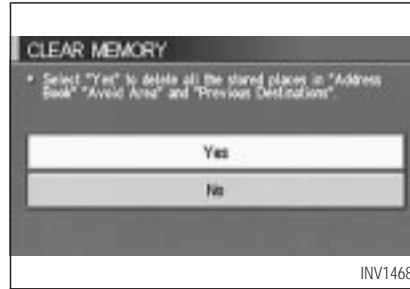 CLEAR MEMORY
* Select "Yes" to delete all the stored places in "Address
Book" "Avoid Area" and "Previous Destinations".
Yes
No
INV1468